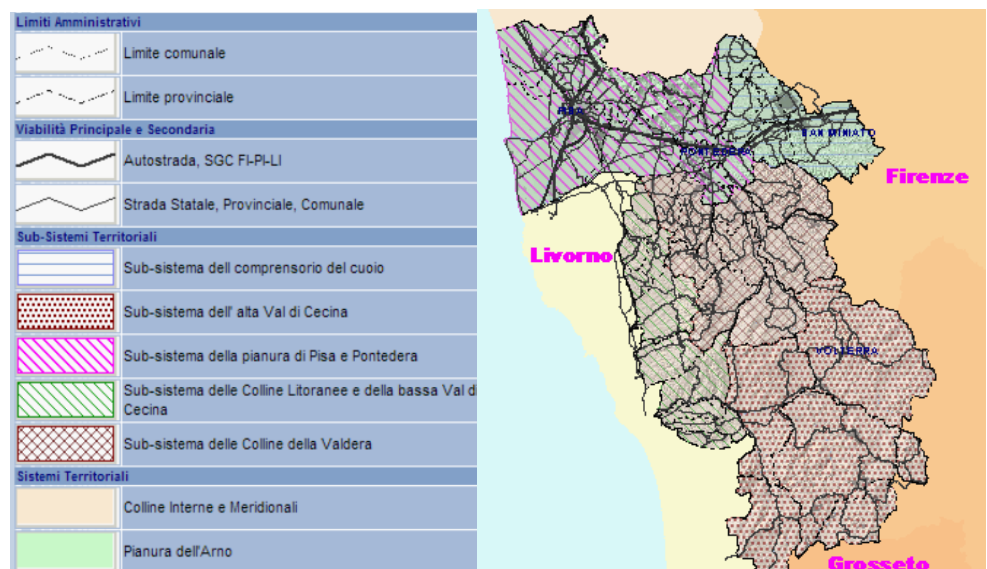 Limiti Amministrativi
Limite comunale
Limite provinciale
Viabilità Principale e Secondaria
Autostrada, SGC FI-PI-LI
Strada Statale, Provinciale, Comunale
Sub-Sistemi Territoriali
Sub-sistema dell comprensorio del cuoio
Sub-sistema dell' alta Val di Cecina
Sub-sistema della pianura di Pisa e Pontedera
Sub-sistema delle Colline Litoranee e della bassa Val di
Cecina
Sub-sistema delle Colline della Valdera
Sistemi Territoriali
Colline Interne e Meridionali
Pianura dell'Arno
PISA
SAN MINIATO
PONTEDERA
Firenze
Livorno
VOLTERRA
Grosseto